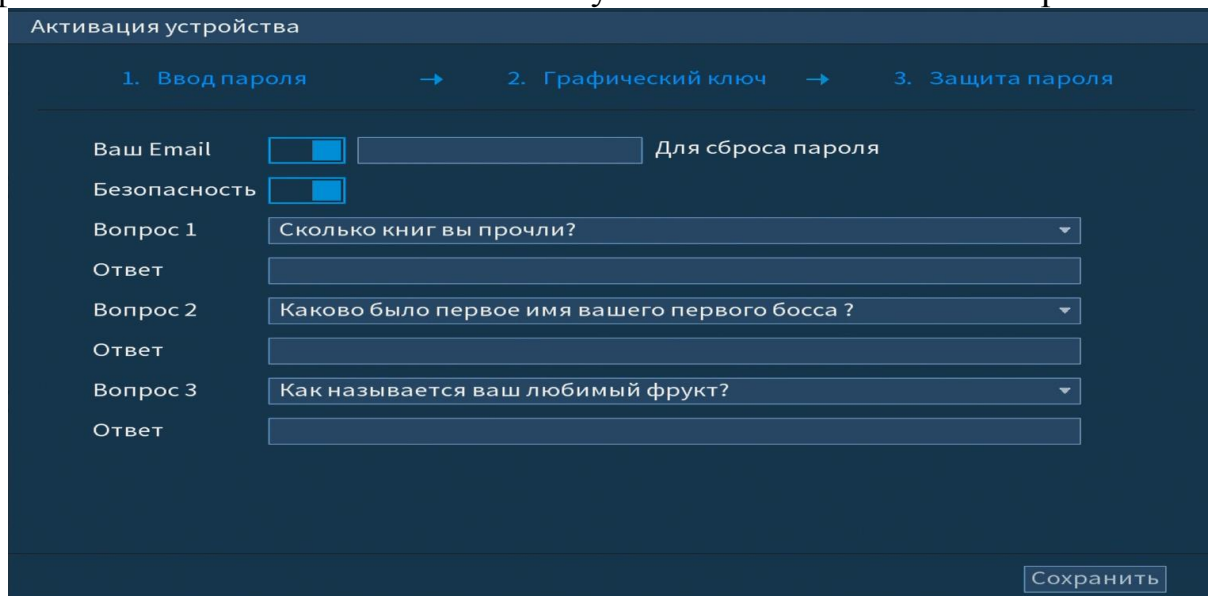 Активация устройства
1. Ввод пароля → 2. Графический ключ → 3. Защита пароля
Ваш Email Для сброса пароля
Безопасность
Вопрос 1 Сколько книг вы прочли?
Ответ
Вопрос 2 Каково было первое имя вашего первого босса ?
Ответ
Вопрос 3 Как называется ваш любимый фрукт?
Ответ
Сохранить